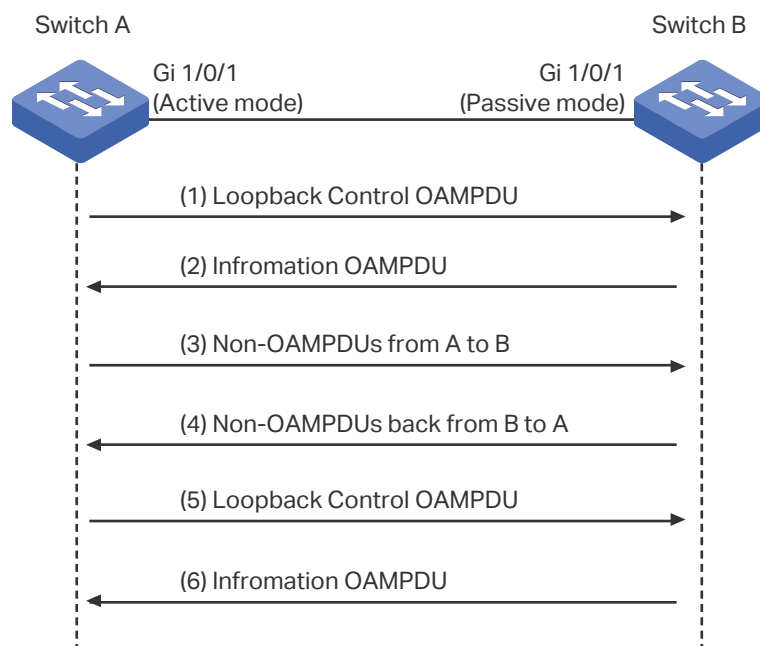 Switch A
Switch B
Gi 1/0/1
(Active mode)
Gi 1/0/1
(Passive mode)
(1) Loopback Control OAMPDU
(2) Infromation OAMPDU
(3) Non-OAMPDUs from A to B
(4) Non-OAMPDUs back from B to A
(5) Loopback Control OAMPDU
(6) Infromation OAMPDU